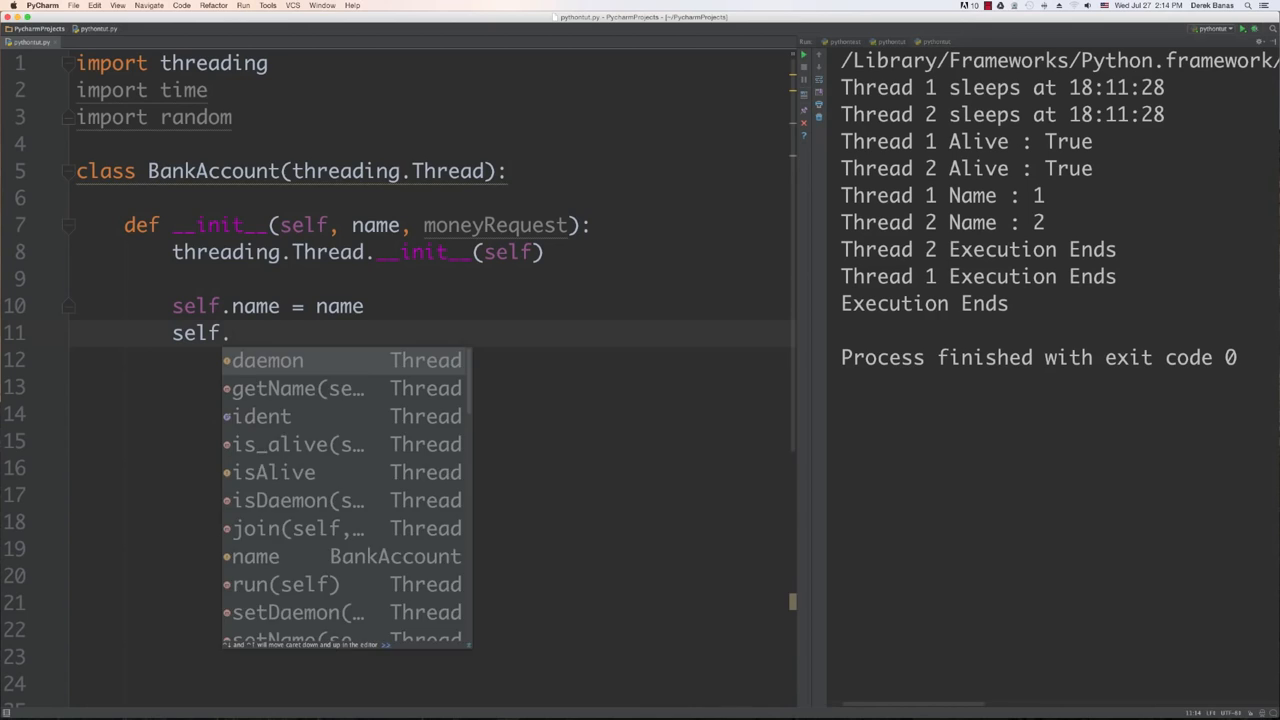 PyCharm File Edit View Navigate Code Refactor Run Tools VCS Window Help
10 Wed Jul 27 2:14 PM Derek Banas
pythontut.py - PycharmProjects - [~/PycharmProjects]
PycharmProjects pythontut.py pythontut
pythontut.py
Run: pythontest pythontut pythontut
1 import threading
2 import time
3 import random
4
5 class BankAccount(threading.Thread):
6
7 def __init__(self, name, moneyRequest):
8 threading.Thread.__init__(self)
9
10 self.name = name
11 self.
12
13
14
15
16
17
18
19
20
21
22
23
24
25
daemon Thread
getName(se… Thread
ident Thread
is_alive(s… Thread
isAlive Thread
isDaemon(s… Thread
join(self,… Thread
name BankAccount
run(self) Thread
setDaemon(… Thread
setName(se… Thread
^↓ and ^↑ will move caret down and up in the editor >>
/Library/Frameworks/Python.framework/
Thread 1 sleeps at 18:11:28
Thread 2 sleeps at 18:11:28
Thread 1 Alive : True
Thread 2 Alive : True
Thread 1 Name : 1
Thread 2 Name : 2
Thread 2 Execution Ends
Thread 1 Execution Ends
Execution Ends
Process finished with exit code 0
11:14 LF÷ UTF-8÷